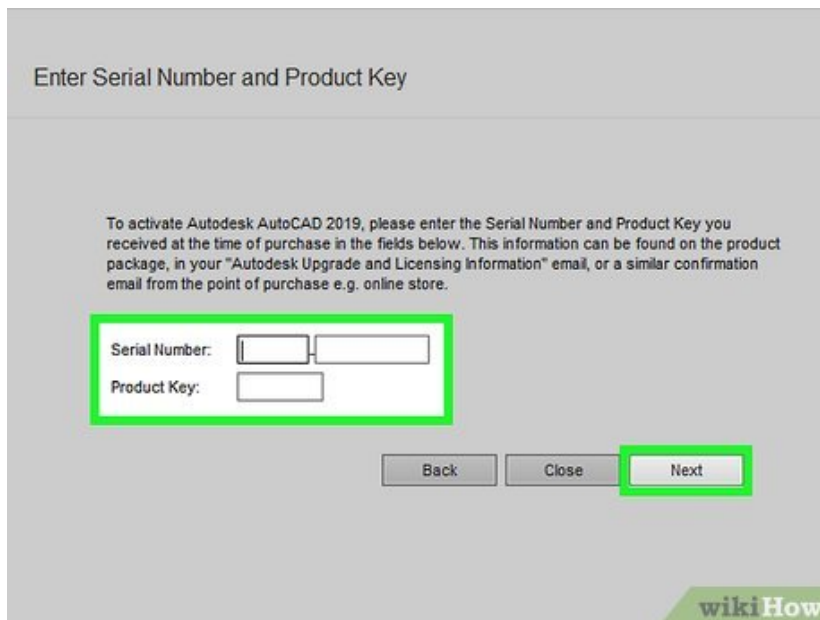 Enter Serial Number and Product Key
To activate Autodesk AutoCAD 2019, please enter the Serial Number and Product Key you
received at the time of purchase in the fields below. This information can be found on the product
package, in your "Autodesk Upgrade and Licensing Information" email, or a similar confirmation
email from the point of purchase e.g. online store.
Serial Number: -
Product Key:
Back Close Next
wikiHow